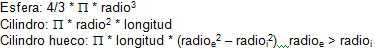 Esfera: 4/3 * Π * radio³
Cilindro: Π * radio² * longitud
Cilindro hueco: Π * longitud * (radioₑ² – radioᵢ²) radioₑ > radioᵢ